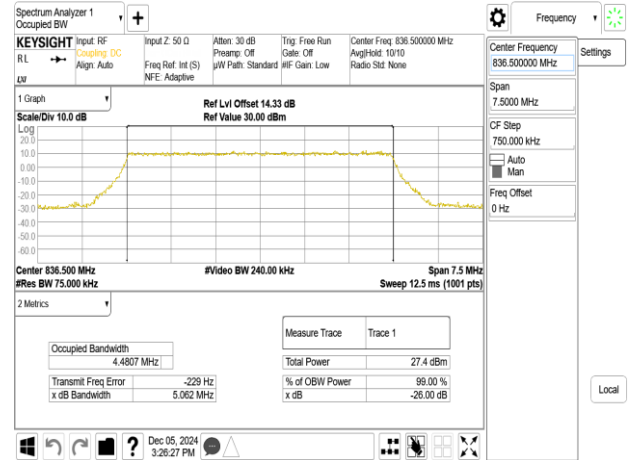 Spectrum Analyzer 1
Occupied BW
Frequency
KEYSIGHT
RL
LXI
Input: RF
Coupling: DC
Align: Auto
Input Z: 50 Ω
Freq Ref: Int (S)
NFE: Adaptive
Atten: 30 dB
Preamp: Off
µW Path: Standard
Trig: Free Run
Gate: Off
#IF Gain: Low
Center Freq: 836.500000 MHz
Avg|Hold: 10/10
Radio Std: None
Center Frequency
836.500000 MHz
Settings
Span
7.5000 MHz
CF Step
750.000 kHz
Auto
Man
Freq Offset
0 Hz
Local
1 Graph
Scale/Div 10.0 dB
Ref Lvl Offset 14.33 dB
Ref Value 30.00 dBm
Log
20.0
10.0
0.00
-10.0
-20.0
-30.0
-40.0
-50.0
-60.0
Center 836.500 MHz
#Video BW 240.00 kHz
Span 7.5 MHz
#Res BW 75.000 kHz
Sweep 12.5 ms (1001 pts)
2 Metrics
Measure Trace
Trace 1
Occupied Bandwidth
4.4807 MHz
Total Power
27.4 dBm
Transmit Freq Error
-229 Hz
% of OBW Power
99.00 %
x dB Bandwidth
5.062 MHz
x dB
-26.00 dB
?
Dec 05, 2024
3:26:27 PM